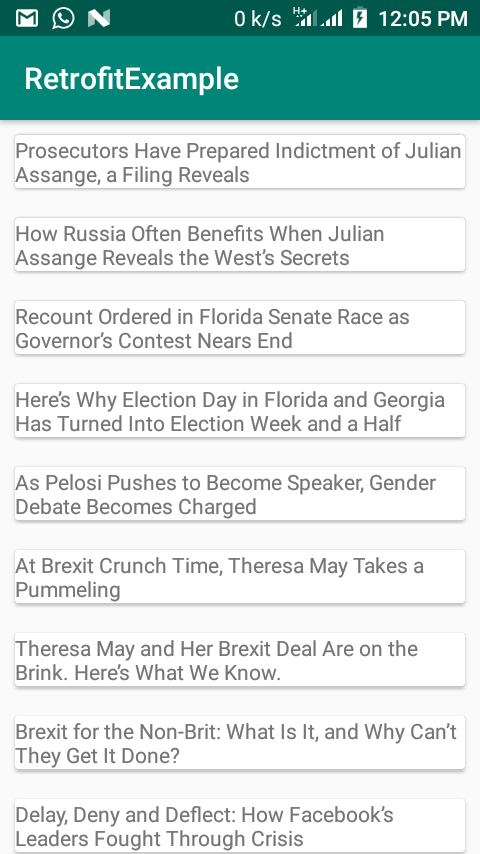 0 k/s H+ 12:05 PM
RetrofitExample
Prosecutors Have Prepared Indictment of Julian
Assange, a Filing Reveals
How Russia Often Benefits When Julian
Assange Reveals the West’s Secrets
Recount Ordered in Florida Senate Race as
Governor’s Contest Nears End
Here’s Why Election Day in Florida and Georgia
Has Turned Into Election Week and a Half
As Pelosi Pushes to Become Speaker, Gender
Debate Becomes Charged
At Brexit Crunch Time, Theresa May Takes a
Pummeling
Theresa May and Her Brexit Deal Are on the
Brink. Here’s What We Know.
Brexit for the Non-Brit: What Is It, and Why Can’t
They Get It Done?
Delay, Deny and Deflect: How Facebook’s
Leaders Fought Through Crisis